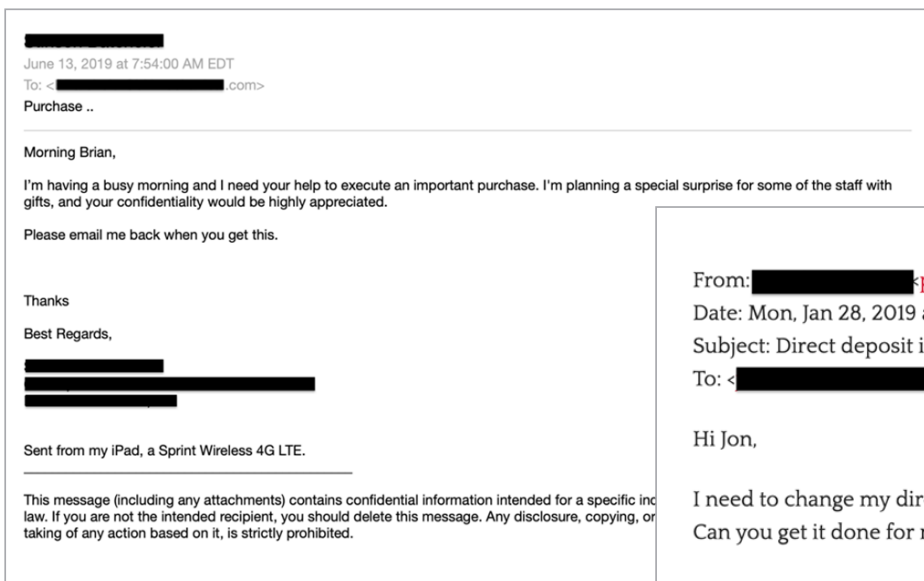 June 13, 2019 at 7:54:00 AM EDT
To: < .com>
Purchase ..
Morning Brian,
I'm having a busy morning and I need your help to execute an important purchase. I'm planning a special surprise for some of the staff with
gifts, and your confidentiality would be highly appreciated.
Please email me back when you get this.
Thanks
Best Regards,
Sent from my iPad, a Sprint Wireless 4G LTE.
This message (including any attachments) contains confidential information intended for a specific
law. If you are not the intended recipient, you should delete this message. Any disclosure, copying, or
taking of any action based on it, is strictly prohibited.
From: <
Date: Mon, Jan 28, 2019
Subject: Direct deposit
To: <
Hi Jon,
I need to change my
Can you get it done for